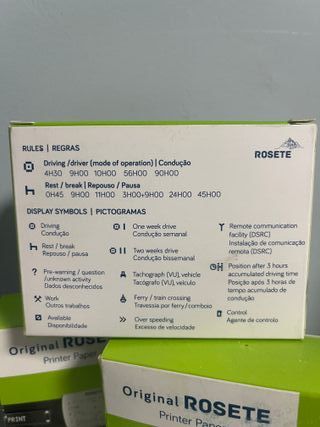 RULES | REGRAS
Driving /driver (mode of operation) | Condução
4H30 9H00 10H00 56H00 90H00
Rest / break | Repouso / Pausa
0H45 9H00 11H00 3H00+9H00 24H00 45H00
ROSETE
DISPLAY SYMBOLS | PICTOGRAMAS
Driving
Condução
Rest / break
Repouso / Pausa
? Pre-warning / question
/unknown activity
Dados desconhecidos
Work
Outros trabalhos
Available
Disponibilidade
One week drive
Condução semanal
Two weeks drive
Condução bissemanal
Tachograph (VU), vehicle
Tacógrafo (VU), veículo
Ferry / train crossing
Travessia por ferry/comboio
>> Over speeding
Excesso de velocidade
Remote communication
facility (DSRC)
Instalação de comunicação
remota (DSRC)
Position after 3 hours
accumulated driving time
Posição após 3 horas de
tempo acumulado de
condução
Control
Agente de controlo
Original ROSETE
Printer Paper
PRINT
Original ROSETE
Printer Paper